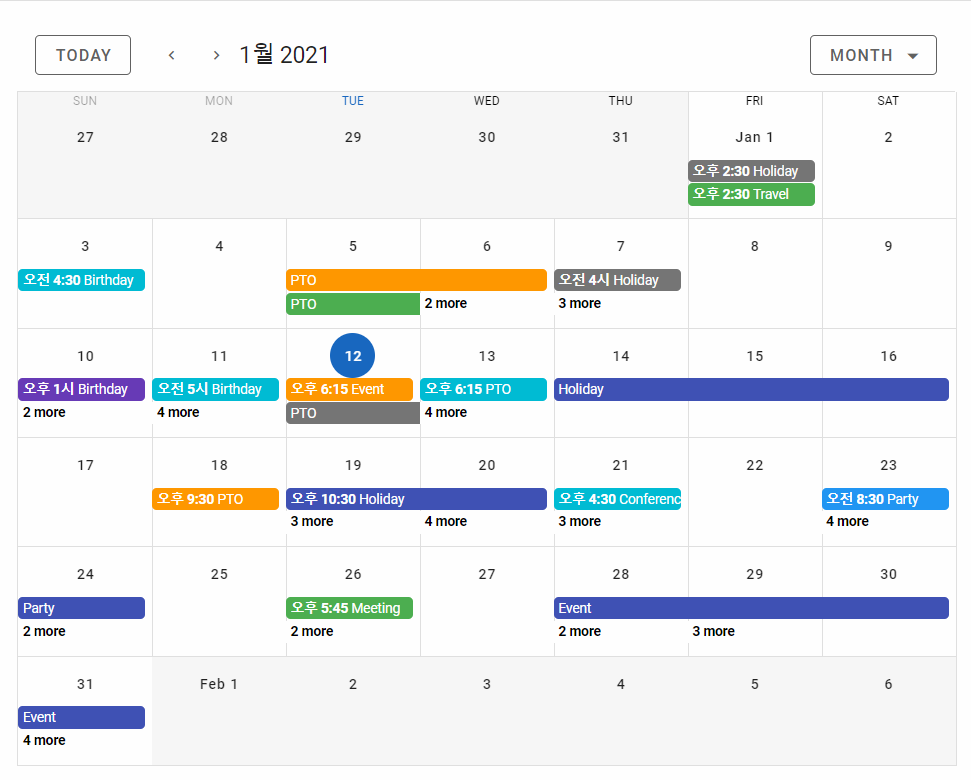 TODAY ‹ › 1월 2021 MONTH
SUN MON TUE WED THU FRI SAT
27 28 29 30 31 Jan 1 2
오후 2:30 Holiday
오후 2:30 Travel
3 4 5 6 7 8 9
오전 4:30 Birthday PTO 오전 4시 Holiday
PTO 2 more 3 more
10 11 12 13 14 15 16
오후 1시 Birthday 오전 5시 Birthday 오후 6:15 Event 오후 6:15 PTO Holiday
2 more 4 more PTO 4 more
17 18 19 20 21 22 23
오후 9:30 PTO 오후 10:30 Holiday 오후 4:30 Conferenc 오전 8:30 Party
3 more 4 more 3 more 4 more
24 25 26 27 28 29 30
Party 오후 5:45 Meeting Event
2 more 2 more 2 more 3 more
31 Feb 1 2 3 4 5 6
Event
4 more